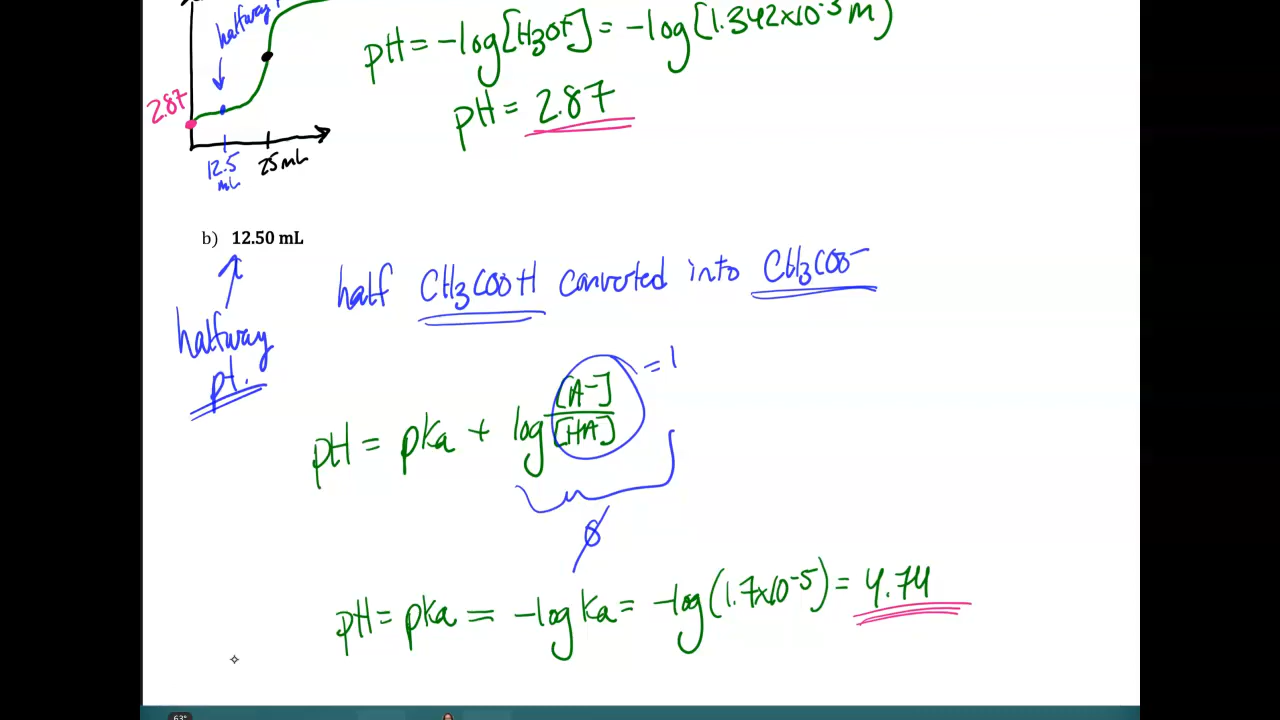 halfway
pH = -log[H3O+] = -log(1.342x10-3 M)
2.87
pH = 2.87
12.5 mL
25 mL
b) 12.50 mL
half CH3COOH converted into CH3COO-
halfway
pt.
[A-] = 1
pH = pKa + log
[HA]
0
pH = pKa = -log Ka = -log(1.7x10-5) = 4.74
63°